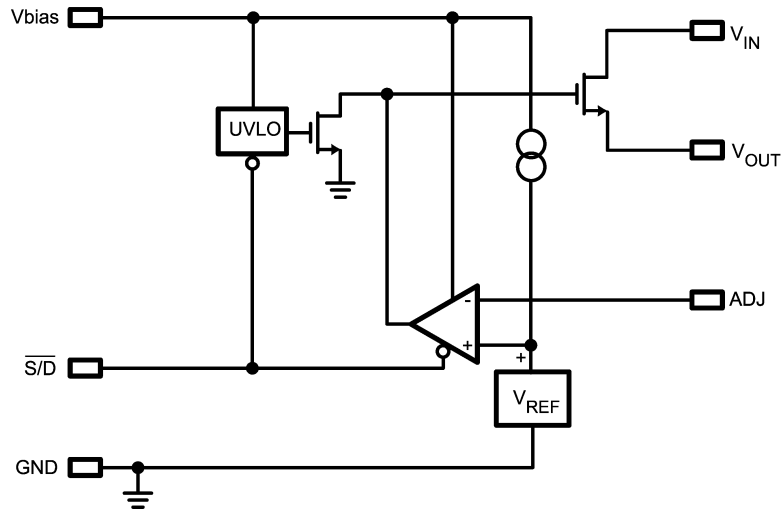 Vbias
V_IN
UVLO
V_OUT
-
ADJ
+
+
S/D
V_REF
GND